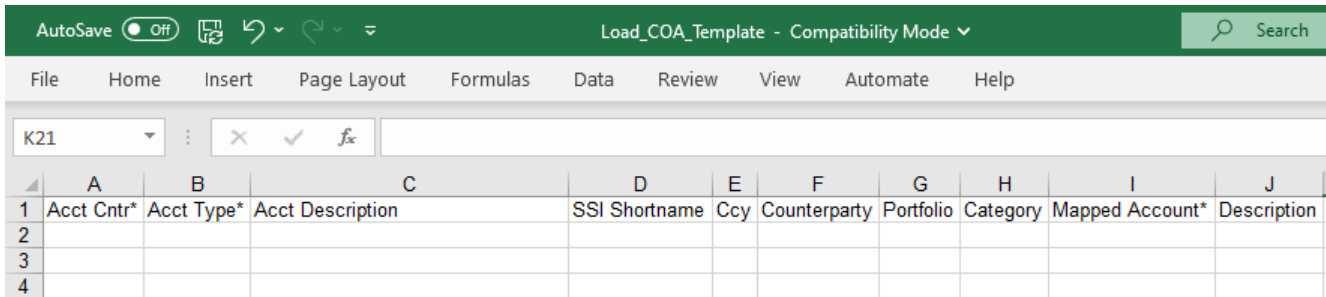 AutoSave Off Load_COA_Template - Compatibility Mode Search
File Home Insert Page Layout Formulas Data Review View Automate Help
K21 fx
A B C D E F G H I J
1 Acct Cntr* Acct Type* Acct Description SSI Shortname Ccy Counterparty Portfolio Category Mapped Account* Description
2
3
4